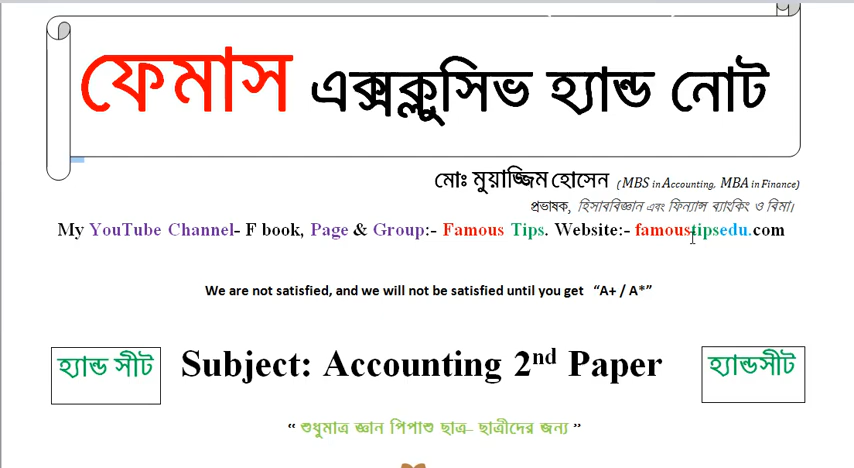 ফেমাস এক্সক্লুসিভ হ্যান্ড নোট
মোঃ মুয়াজ্জিম হোসেন (MBS in Accounting, MBA in Finance)
প্রভাষক, হিসাববিজ্ঞান এবং ফিন্যান্স ব্যাংকিং ও বিমা।
My YouTube Channel- F book, Page & Group:- Famous Tips. Website:- famoustipsedu.com
We are not satisfied, and we will not be satisfied until you get “A+ / A*”
হ্যান্ড সীট Subject: Accounting 2nd Paper হ্যান্ডসীট
“ শুধুমাত্র জ্ঞান পিপাশু ছাত্র– ছাত্রীদের জন্য ”